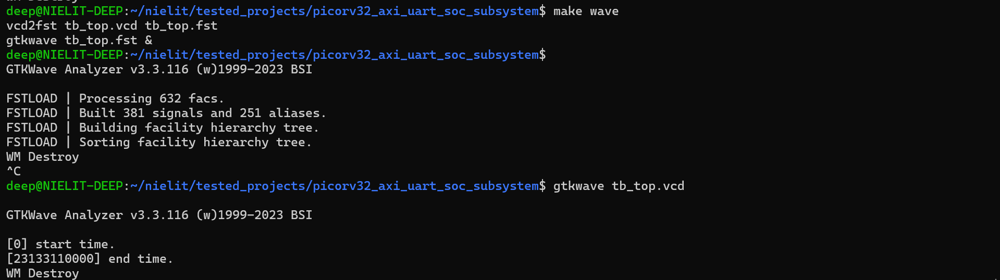 deep@NIELIT-DEEP:~/nielit/tested_projects/picorv32_axi_uart_soc_subsystem$ make wave
vcd2fst tb_top.vcd tb_top.fst
gtkwave tb_top.fst &
deep@NIELIT-DEEP:~/nielit/tested_projects/picorv32_axi_uart_soc_subsystem$
GTKWave Analyzer v3.3.116 (w)1999-2023 BSI
FSTLOAD | Processing 632 facs.
FSTLOAD | Built 381 signals and 251 aliases.
FSTLOAD | Building facility hierarchy tree.
FSTLOAD | Sorting facility hierarchy tree.
WM Destroy
^C
deep@NIELIT-DEEP:~/nielit/tested_projects/picorv32_axi_uart_soc_subsystem$ gtkwave tb_top.vcd
GTKWave Analyzer v3.3.116 (w)1999-2023 BSI
[0] start time.
[23133110000] end time.
WM Destroy